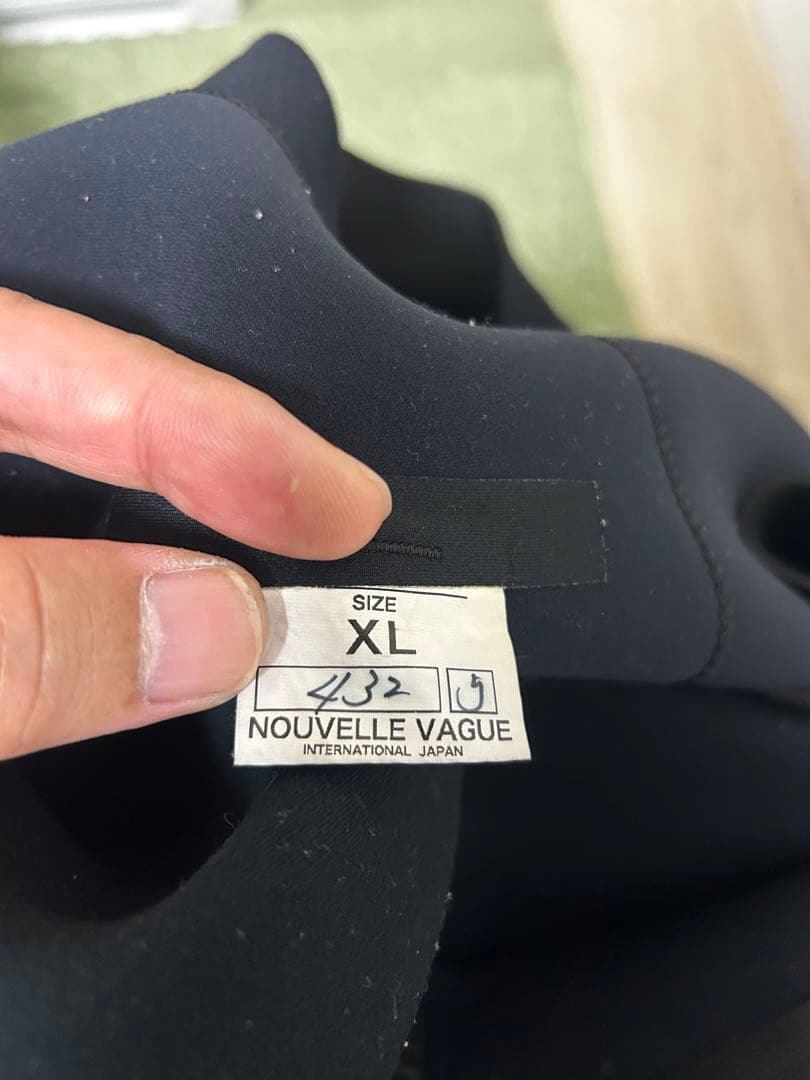 SIZE
XL
432
NOUVELLE VAGUE
INTERNATIONAL JAPAN